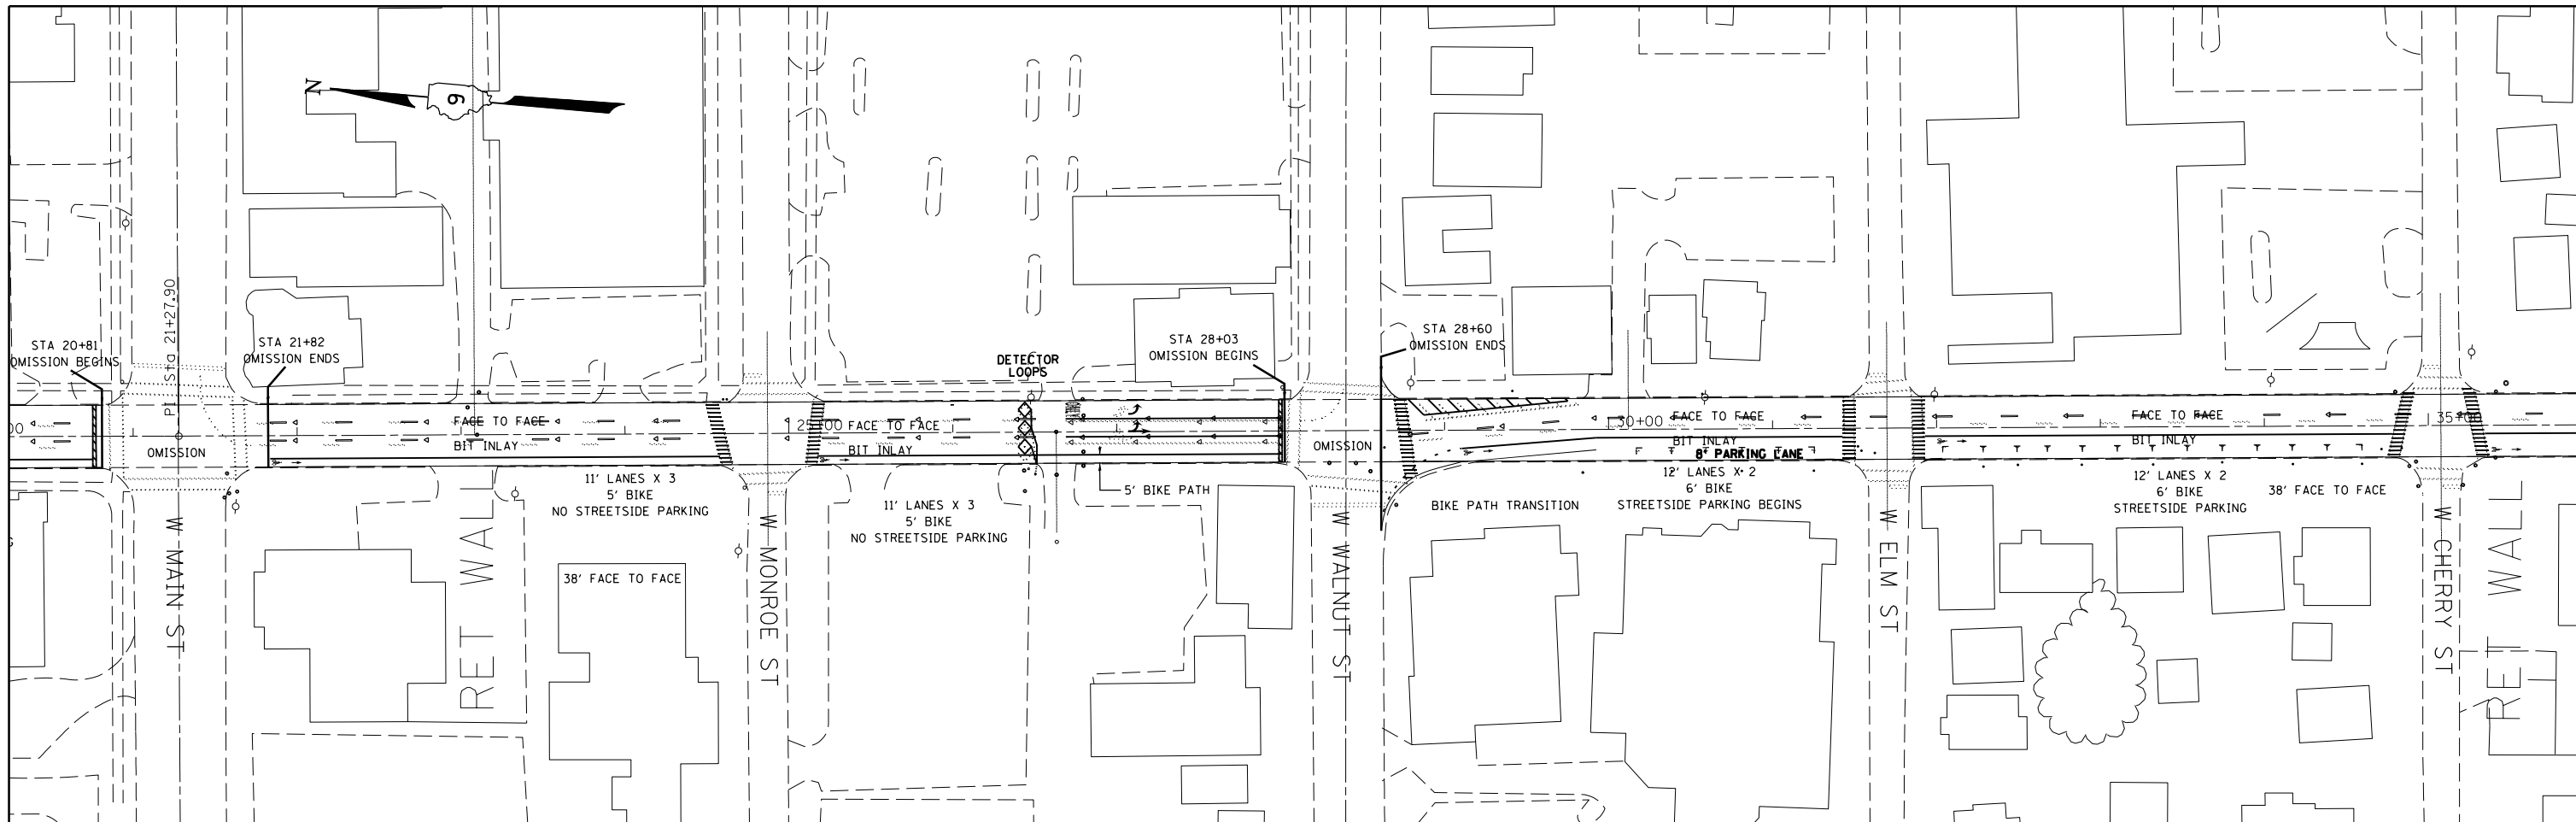 N
6
PI Sta 21+27.90
STA 20+81
OMISSION BEGINS
STA 21+82
OMISSION ENDS
DETECTOR
LOOPS
STA 28+03
OMISSION BEGINS
STA 28+60
OMISSION ENDS
00
OMISSION
FACE TO FACE
BIT INLAY
25+00
FACE TO FACE
BIT INLAY
OMISSION
30+00
FACE TO FACE
BIT INLAY
8' PARKING LANE
FACE TO FACE
BIT INLAY
35+00
11' LANES X 3
5' BIKE
NO STREETSIDE PARKING
11' LANES X 3
5' BIKE
NO STREETSIDE PARKING
5' BIKE PATH
BIKE PATH TRANSITION
12' LANES X 2
6' BIKE
STREETSIDE PARKING BEGINS
12' LANES X 2
6' BIKE
STREETSIDE PARKING
38' FACE TO FACE
38' FACE TO FACE
W MAIN ST
RET WALL
W MONROE ST
W WALNUT ST
W ELM ST
W CHERRY ST
RET WALL